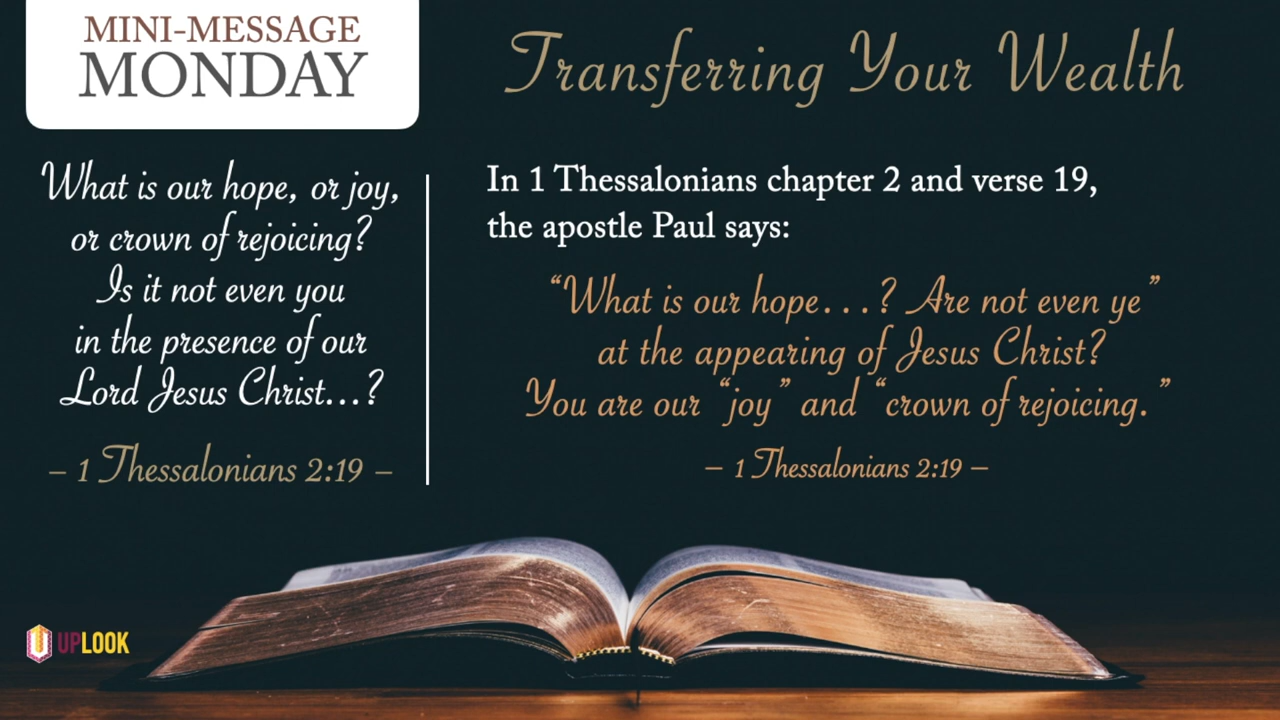 MINI-MESSAGE
MONDAY
Transferring Your Wealth
What is our hope, or joy,
or crown of rejoicing?
Is it not even you
in the presence of our
Lord Jesus Christ...?
– 1 Thessalonians 2:19 –
In 1 Thessalonians chapter 2 and verse 19,
the apostle Paul says:
“What is our hope...? Are not even ye”
at the appearing of Jesus Christ?
You are our “joy” and “crown of rejoicing.”
– 1 Thessalonians 2:19 –
UPLOOK